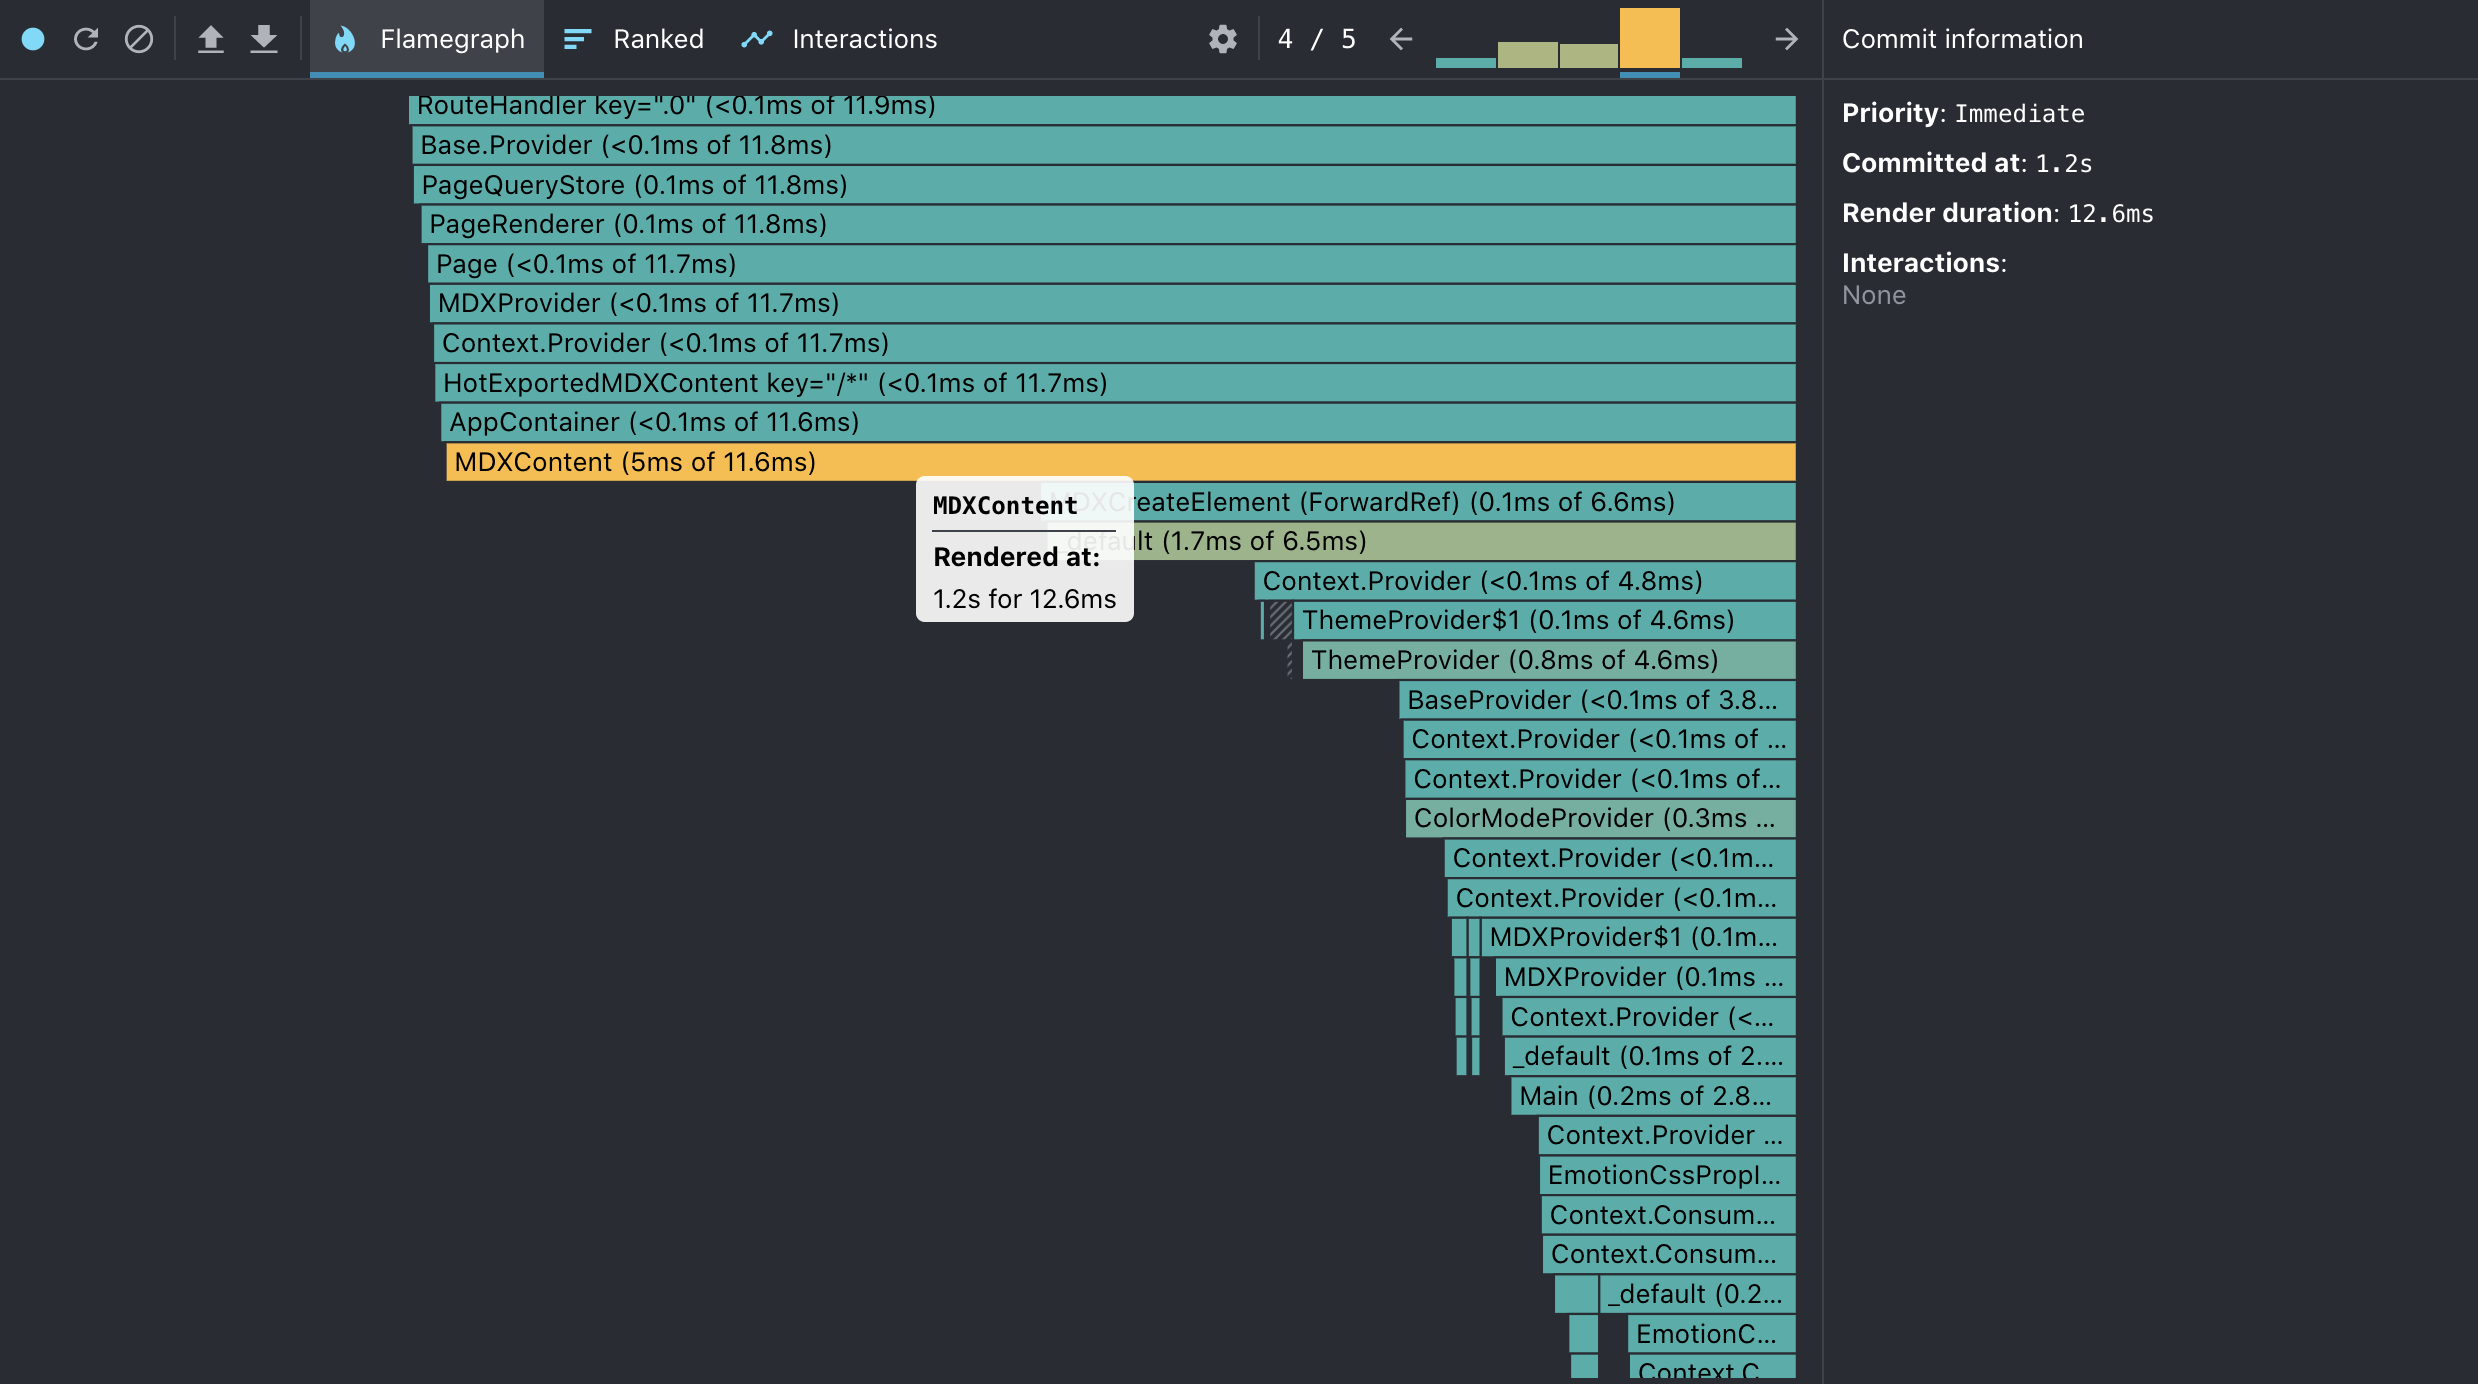 Flamegraph
Ranked
Interactions
4 / 5
Commit information
RouteHandler key=".0" (<0.1ms of 11.9ms)
Base.Provider (<0.1ms of 11.8ms)
PageQueryStore (0.1ms of 11.8ms)
PageRenderer (0.1ms of 11.8ms)
Page (<0.1ms of 11.7ms)
MDXProvider (<0.1ms of 11.7ms)
Context.Provider (<0.1ms of 11.7ms)
HotExportedMDXContent key="/*" (<0.1ms of 11.7ms)
AppContainer (<0.1ms of 11.6ms)
MDXContent (5ms of 11.6ms)
MDXCreateElement (ForwardRef) (0.1ms of 6.6ms)
_default (1.7ms of 6.5ms)
Context.Provider (<0.1ms of 4.8ms)
ThemeProvider$1 (0.1ms of 4.6ms)
ThemeProvider (0.8ms of 4.6ms)
BaseProvider (<0.1ms of 3.8...
Context.Provider (<0.1ms of ...
Context.Provider (<0.1ms of...
ColorModeProvider (0.3ms ...
Context.Provider (<0.1m...
Context.Provider (<0.1m...
MDXProvider$1 (0.1m...
MDXProvider (0.1ms ...
Context.Provider (<...
_default (0.1ms of 2....
Main (0.2ms of 2.8...
Context.Provider ...
EmotionCssPropI...
Context.Consum...
Context.Consum...
_default (0.2...
EmotionC...
Context.C...
MDXContent
Rendered at:
1.2s for 12.6ms
Priority: Immediate
Committed at: 1.2s
Render duration: 12.6ms
Interactions:
None